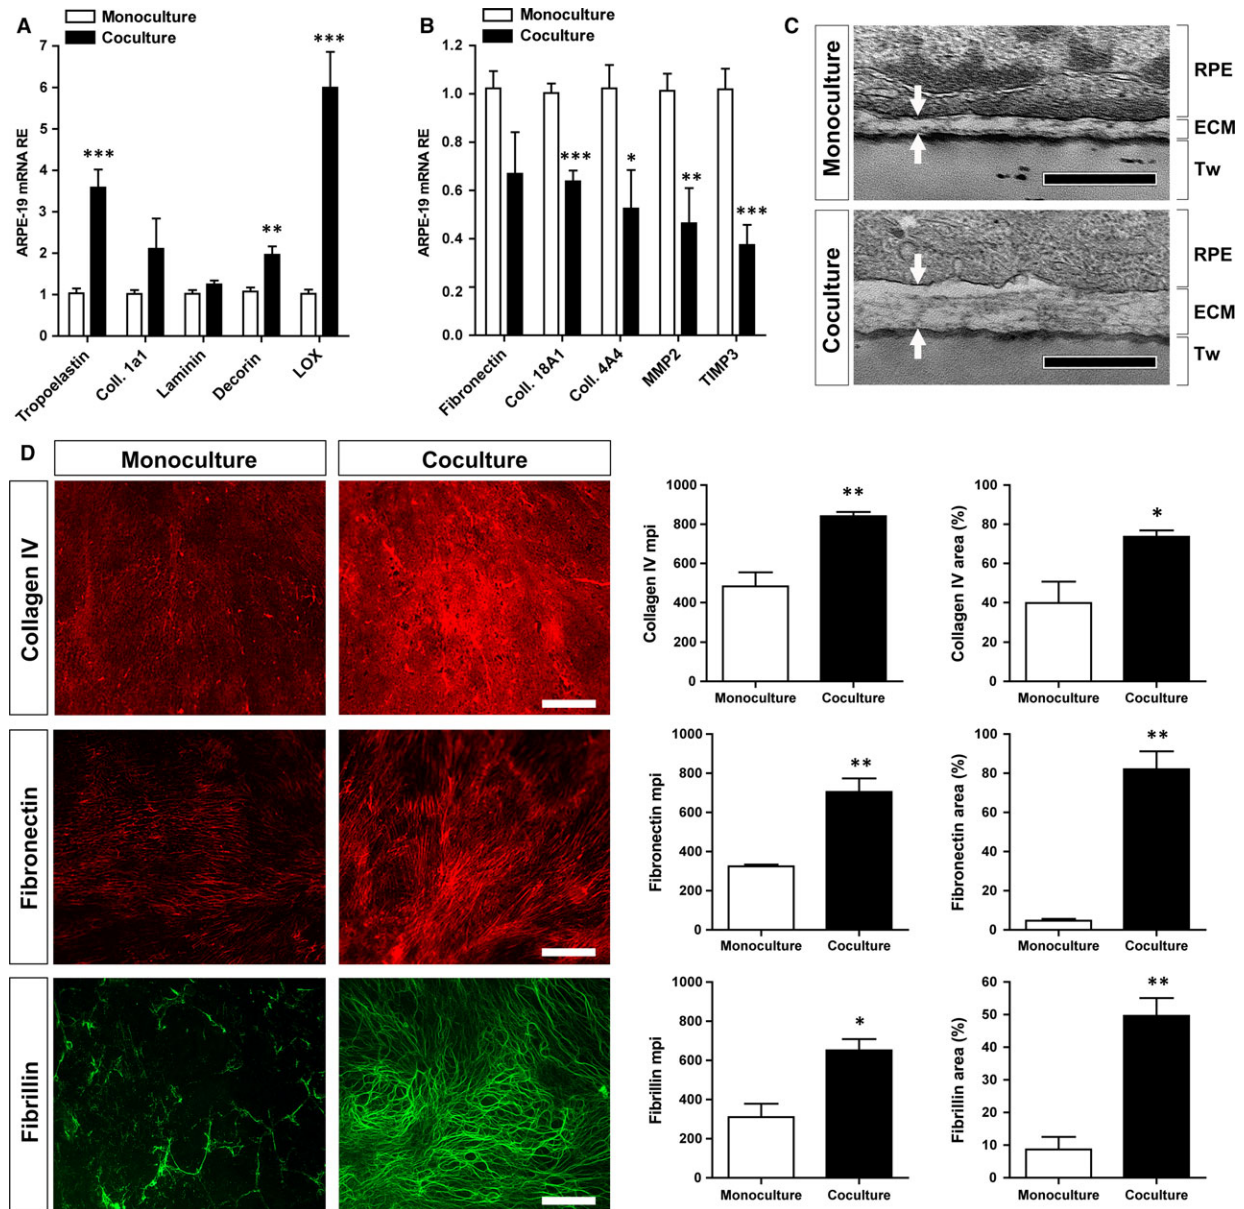 A
Monoculture
Coculture
ARPE-19 mRNA RE
7
6
5
4
3
2
1
0
***
**
***
Tropoelastin
Coll. 1a1
Laminin
Decorin
LOX
B
Monoculture
Coculture
ARPE-19 mRNA RE
1.2
1.0
0.8
0.6
0.4
0.2
0.0
***
*
**
***
Fibronectin
Coll. 18A1
Coll. 4A4
MMP2
TIMP3
C
Monoculture
RPE
ECM
Tw
Coculture
RPE
ECM
Tw
D
Monoculture
Coculture
Collagen IV
Collagen IV mpi
1000
800
600
400
200
0
**
Monoculture
Coculture
Collagen IV area (%)
100
80
60
40
20
0
*
Monoculture
Coculture
Fibronectin
Fibronectin mpi
1000
800
600
400
200
0
**
Monoculture
Coculture
Fibronectin area (%)
100
80
60
40
20
0
**
Monoculture
Coculture
Fibrillin
Fibrillin mpi
1000
800
600
400
200
0
*
Monoculture
Coculture
Fibrillin area (%)
60
50
40
30
20
10
0
**
Monoculture
Coculture